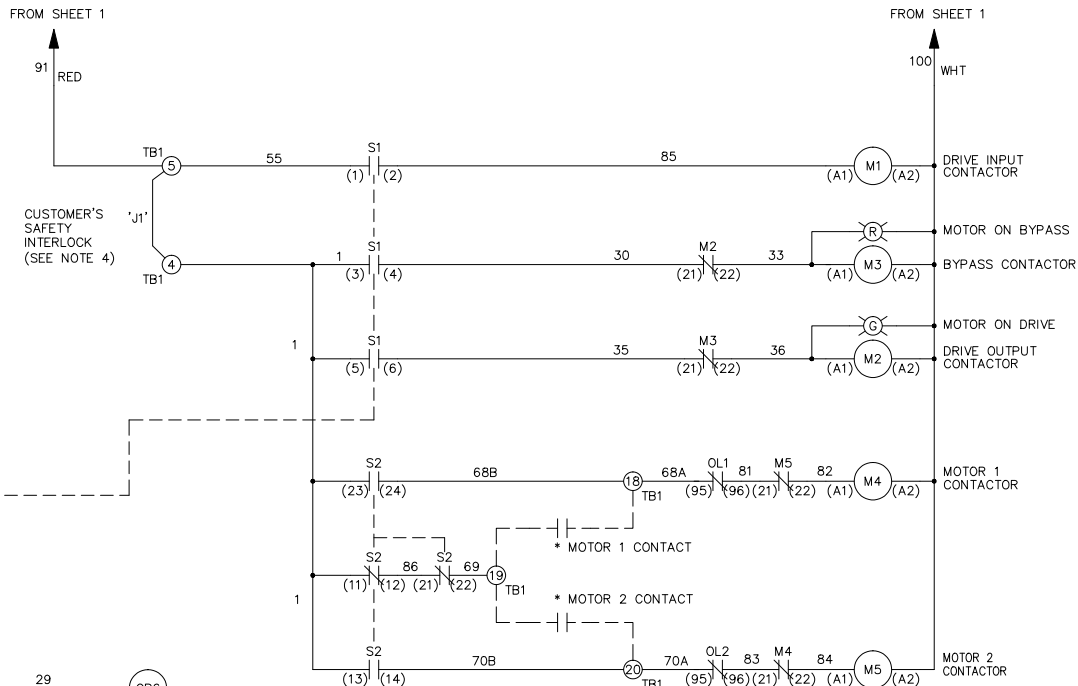 FROM SHEET 1
FROM SHEET 1
91
RED
100
WHT
TB1
5
55
S1
(1)
(2)
85
(A1)
M1
(A2)
DRIVE INPUT
CONTACTOR
CUSTOMER'S
SAFETY
INTERLOCK
(SEE NOTE 4)
'J1'
4
TB1
R
MOTOR ON BYPASS
1
S1
(3)
(4)
30
M2
(21)
(22)
33
(A1)
M3
(A2)
BYPASS CONTACTOR
G
MOTOR ON DRIVE
1
S1
(5)
(6)
35
M3
(21)
(22)
36
(A1)
M2
(A2)
DRIVE OUTPUT
CONTACTOR
S2
(23)
(24)
68B
18
TB1
68A
OL1
(95)
(96)
81
M5
(21)
(22)
82
(A1)
M4
(A2)
MOTOR 1
CONTACTOR
* MOTOR 1 CONTACT
S2
(11)
(12)
86
S2
(21)
(22)
69
19
TB1
1
* MOTOR 2 CONTACT
S2
(13)
(14)
70B
20
TB1
70A
OL2
(95)
(96)
83
M4
(21)
(22)
84
(A1)
M5
(A2)
MOTOR 2
CONTACTOR
29